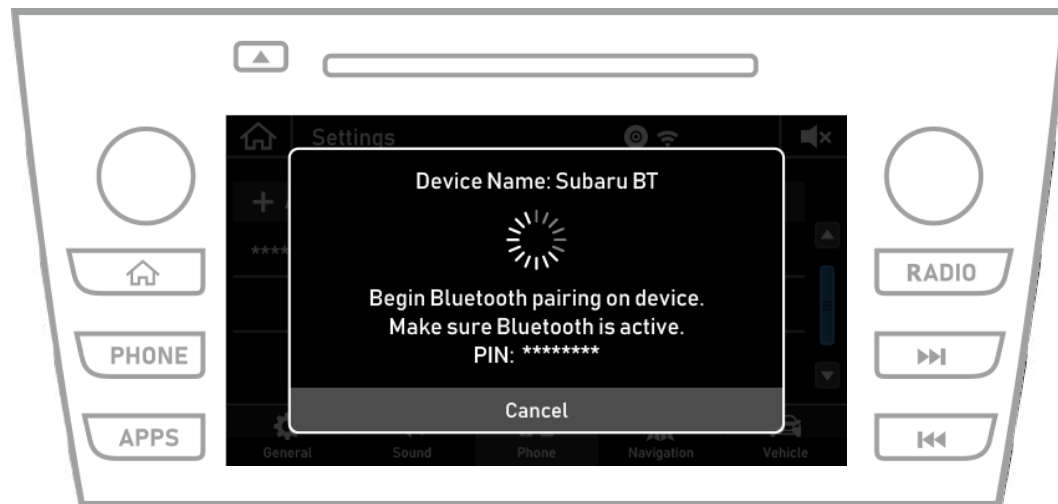 Settings
Device Name: Subaru BT
+ A
****
Begin Bluetooth pairing on device.
Make sure Bluetooth is active.
PIN: ********
Cancel
General Sound Phone Navigation Vehicle
PHONE
APPS
RADIO